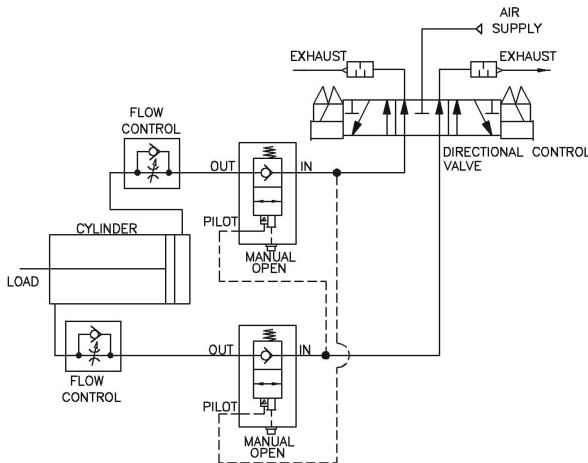 AIR
SUPPLY
EXHAUST
EXHAUST
FLOW
CONTROL
OUT
IN
DIRECTIONAL CONTROL
VALVE
PILOT
CYLINDER
MANUAL
OPEN
LOAD
OUT
IN
FLOW
CONTROL
PILOT
MANUAL
OPEN